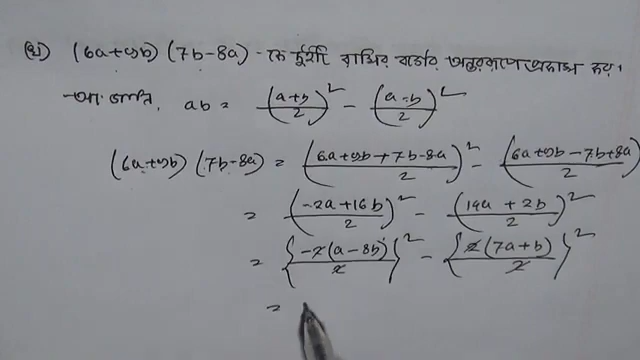 (খ) (6a+9b) (7b-8a) - কে দুইটি রাশির বর্গের অন্তররূপে প্রকাশ কর।
আমরা জানি, ab = (a+b/2)² - (a-b/2)²
(6a+9b) (7b-8a) = (6a+9b+7b-8a/2)² - (6a+9b-7b+8a/2)²
= (-2a+16b/2)² - (14a+2b/2)²
= {-2(a-8b)/2}² - {2(7a+b)/2}²
=